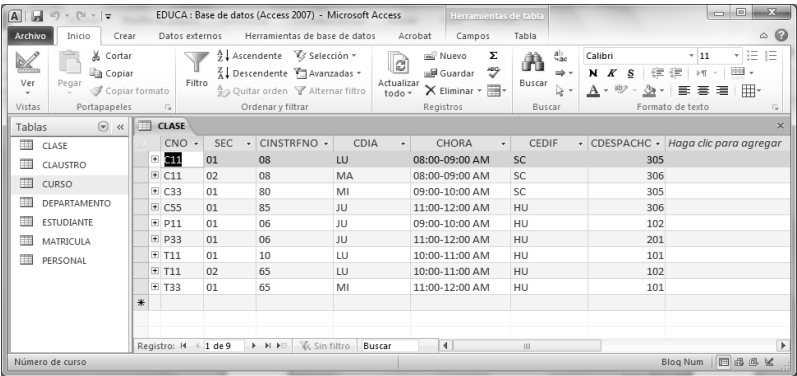 EDUCA : Base de datos (Access 2007) - Microsoft Access
Herramientas de tabla
Archivo Inicio Crear Datos externos Herramientas de base de datos Acrobat Campos Tabla
Ver
Vistas
Pegar
Cortar
Copiar
Copiar formato
Portapapeles
Filtro
Ascendente
Descendente
Quitar orden
Selección
Avanzadas
Alternar filtro
Ordenar y filtrar
Actualizar todo
Nuevo
Guardar
Eliminar
Registros
Buscar
Buscar
Calibri 11
N K S
Formato de texto
Tablas
CLASE
CLAUSTRO
CURSO
DEPARTAMENTO
ESTUDIANTE
MATRICULA
PERSONAL
CLASE
CNO SEC CINSTRFNO CDIA CHORA CEDIF CDESPACHC Haga clic para agregar
C11 01 08 LU 08:00-09:00 AM SC 305
C11 02 08 MA 08:00-09:00 AM SC 306
C33 01 80 MI 09:00-10:00 AM SC 305
C55 01 85 JU 11:00-12:00 AM HU 306
P11 01 06 JU 09:00-10:00 AM HU 102
P33 01 06 JU 11:00-12:00 AM HU 201
T11 01 10 LU 10:00-11:00 AM HU 101
T11 02 65 LU 10:00-11:00 AM HU 102
T33 01 65 MI 11:00-12:00 AM HU 101
Registro: 1 de 9 Sin filtro Buscar
Número de curso Bloq Num